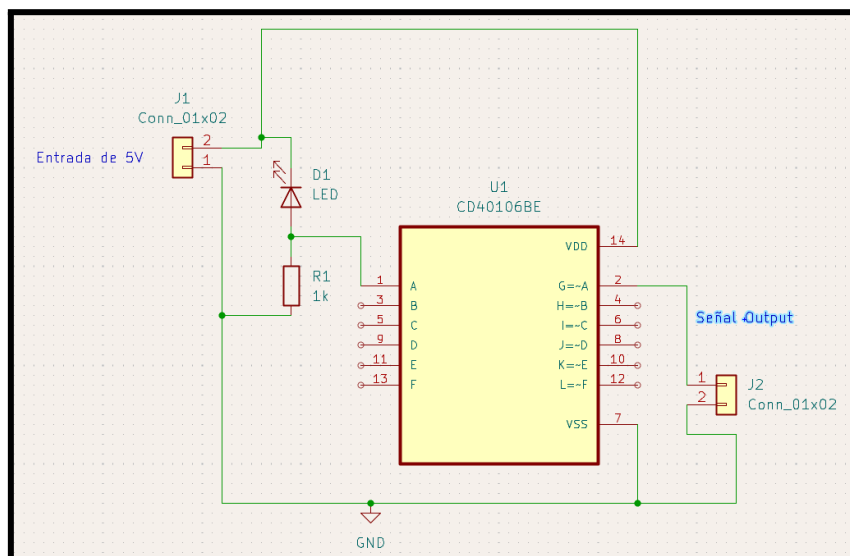 J1
Conn_01x02
2
1
Entrada de 5V
D1
LED
R1
1k
U1
CD40106BE
VDD 14
1 A G=~A 2
3 B H=~B 4
5 C I=~C 6
9 D J=~D 8
11 E K=~E 10
13 F L=~F 12
VSS 7
Señal Output
1
2
J2
Conn_01x02
GND